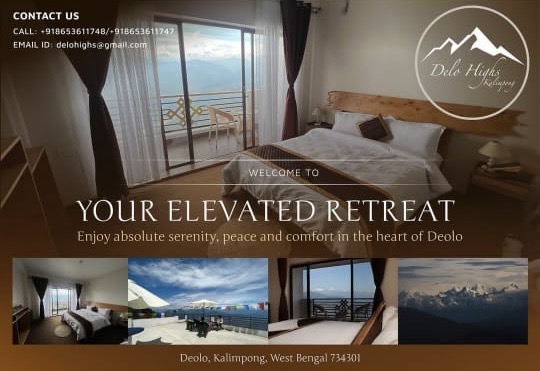 CONTACT US
CALL: +918653611748/+918653611747
EMAIL ID: delohighs@gmail.com
Delo Highs
Kalimpong
WELCOME TO
YOUR ELEVATED RETREAT
Enjoy absolute serenity, peace and comfort in the heart of Deolo
Deolo, Kalimpong, West Bengal 734301